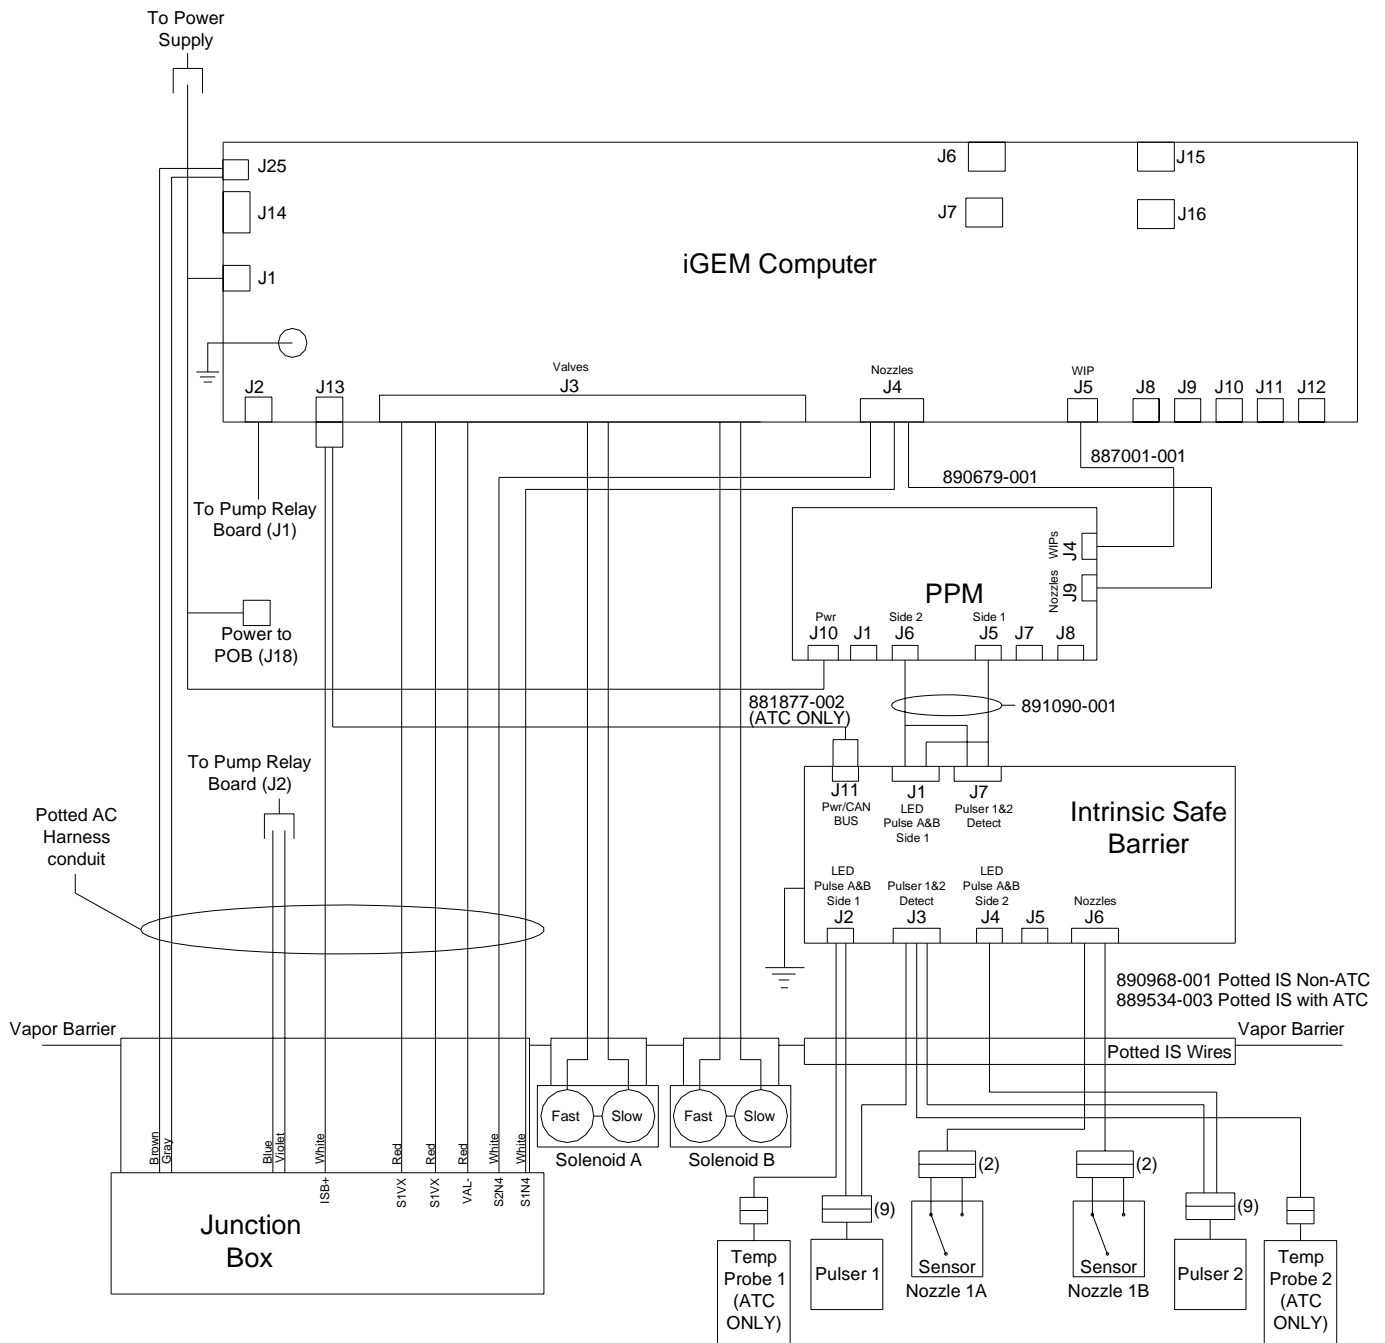 To Power
Supply
J25
J14
J1
J6
J7
J15
J16
iGEM Computer
Valves
Nozzles
WIP
J2
J13
J3
J4
J5
J8
J9
J10
J11
J12
887001-001
890679-001
To Pump Relay
Board (J1)
WIPs
J4
Nozzles
J9
PPM
Pwr
Side 2
Side 1
J10
J1
J6
J5
J7
J8
Power to
POB (J18)
881877-002
(ATC ONLY)
891090-001
To Pump Relay
Board (J2)
J11
Pwr/CAN
BUS
J1
LED
Pulse A&B
Side 1
J7
Pulser 1&2
Detect
Intrinsic Safe
Barrier
Potted AC
Harness
conduit
LED
Pulse A&B
Side 1
J2
Pulser 1&2
Detect
J3
LED
Pulse A&B
Side 2
J4
J5
Nozzles
J6
890968-001 Potted IS Non-ATC
889534-003 Potted IS with ATC
Vapor Barrier
Vapor Barrier
Potted IS Wires
Fast
Slow
Fast
Slow
Solenoid A
Solenoid B
Brown
Gray
Blue
Violet
White
Red
Red
Red
White
White
ISB+
S1VX
S1VX
VAL-
S2N4
S1N4
Junction
Box
(2)
(2)
(9)
(9)
Temp
Probe 1
(ATC
ONLY)
Pulser 1
Sensor
Nozzle 1A
Sensor
Nozzle 1B
Pulser 2
Temp
Probe 2
(ATC
ONLY)